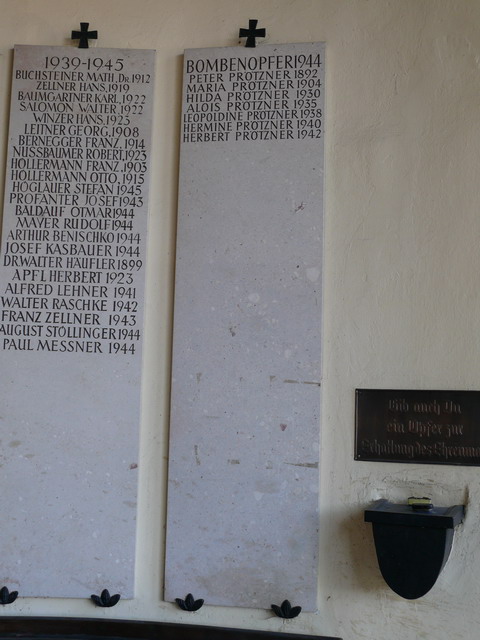 1939-1945
BUCHSTEINER MATH, DR. 1912
ZELLNER HANS, 1919
BAUMGARTNER KARL, 1922
SALOMON WALTER 1922
WINZER HANS, 1923
LEITNER GEORG, 1908
BERNEGGER FRANZ, 1914
NUSSBAUMER ROBERT, 1923
HOLLERMANN FRANZ, 1903
HOLLERMANN OTTO, 1915
HÖGLAUER STEFAN 1945
PROFANTER JOSEF 1943
BALDAUF OTMAR 1944
MAYER RUDOLF 1944
ARTHUR BENISCHKO 1944
JOSEF KASBAUER 1944
DR WALTER HÄUFLER 1899
APFL HERBERT 1923
ALFRED LEHNER 1941
WALTER RASCHKE 1942
FRANZ ZELLNER 1943
AUGUST STÖLLINGER 1944
PAUL MESSNER 1944
BOMBENOPFER 1944
PETER PROTZNER 1892
MARIA PROTZNER 1904
HILDA PROTZNER 1930
ALOIS PROTZNER 1935
LEOPOLDINE PROTZNER 1938
HERMINE PROTZNER 1940
HERBERT PROTZNER 1942
Gib auch Du
ein Opfer zur
des